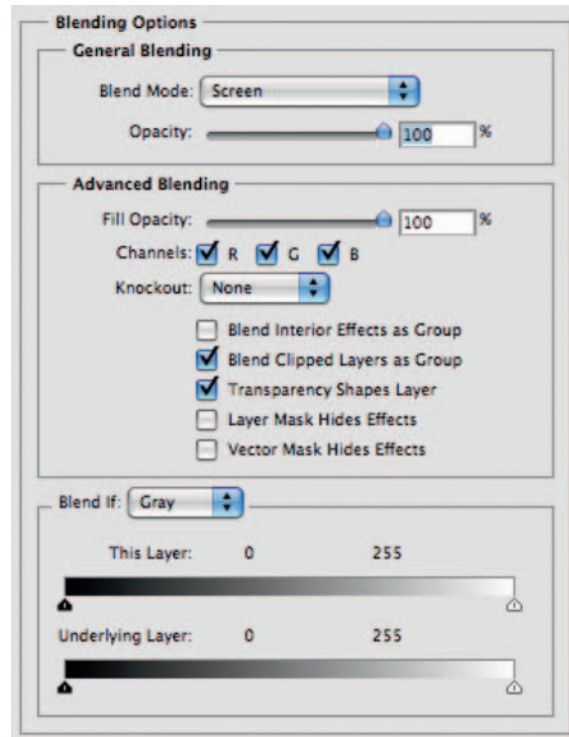 Blending Options
General Blending
Blend Mode: Screen
Opacity: 100 %
Advanced Blending
Fill Opacity: 100 %
Channels: R G B
Knockout: None
Blend Interior Effects as Group
Blend Clipped Layers as Group
Transparency Shapes Layer
Layer Mask Hides Effects
Vector Mask Hides Effects
Blend If: Gray
This Layer: 0 255
Underlying Layer: 0 255